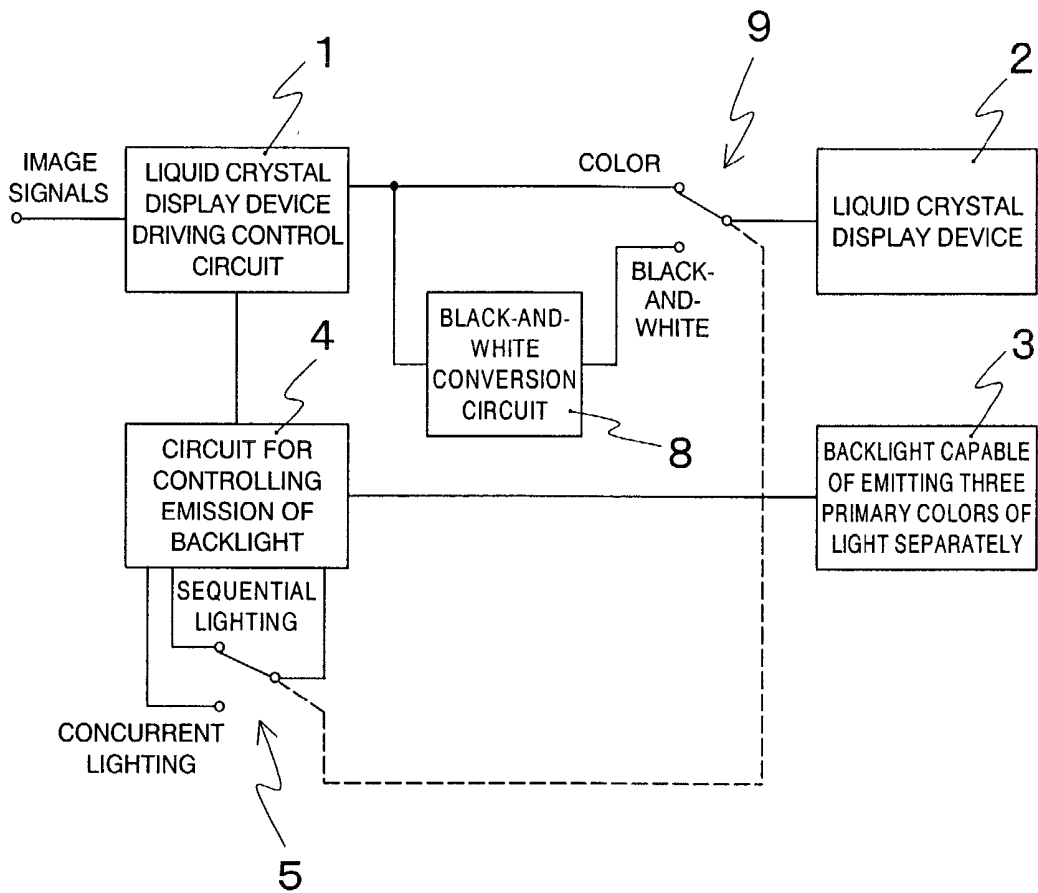 1
9
2
IMAGE
SIGNALS
LIQUID CRYSTAL
DISPLAY DEVICE
DRIVING CONTROL
CIRCUIT
COLOR
LIQUID CRYSTAL
DISPLAY DEVICE
BLACK-
AND-
WHITE
BLACK-AND-
WHITE
CONVERSION
CIRCUIT
8
4
3
CIRCUIT FOR
CONTROLLING
EMISSION OF
BACKLIGHT
BACKLIGHT CAPABLE
OF EMITTING THREE
PRIMARY COLORS OF
LIGHT SEPARATELY
SEQUENTIAL
LIGHTING
CONCURRENT
LIGHTING
5